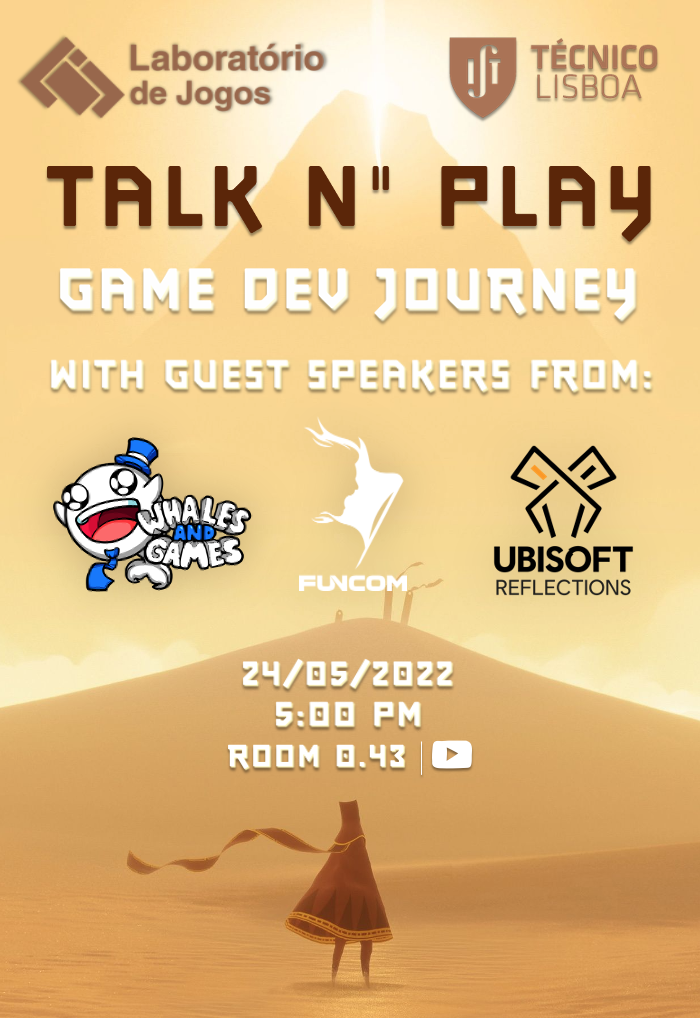 Laboratório
de Jogos
TÉCNICO
LISBOA
TALK N" PLAY
GAME DEV JOURNEY
WITH GUEST SPEAKERS FROM:
WHALES
AND
GAMES
FUNCOM
UBISOFT
REFLECTIONS
24/05/2022
5:00 PM
ROOM 0.43